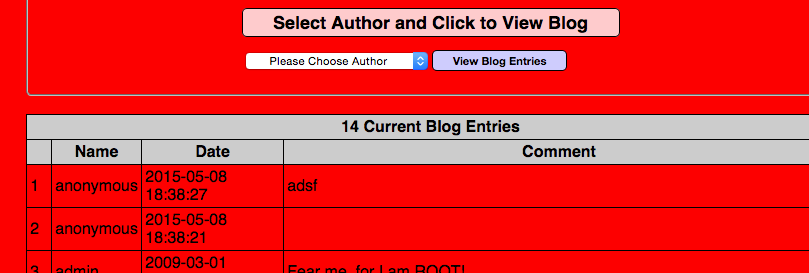 Select Author and Click to View Blog
Please Choose Author View Blog Entries
14 Current Blog Entries
Name Date Comment
1 anonymous 2015-05-08 18:38:27 adsf
2 anonymous 2015-05-08 18:38:21
3 admin 2009-03-01 Fear me, for I am ROOT!